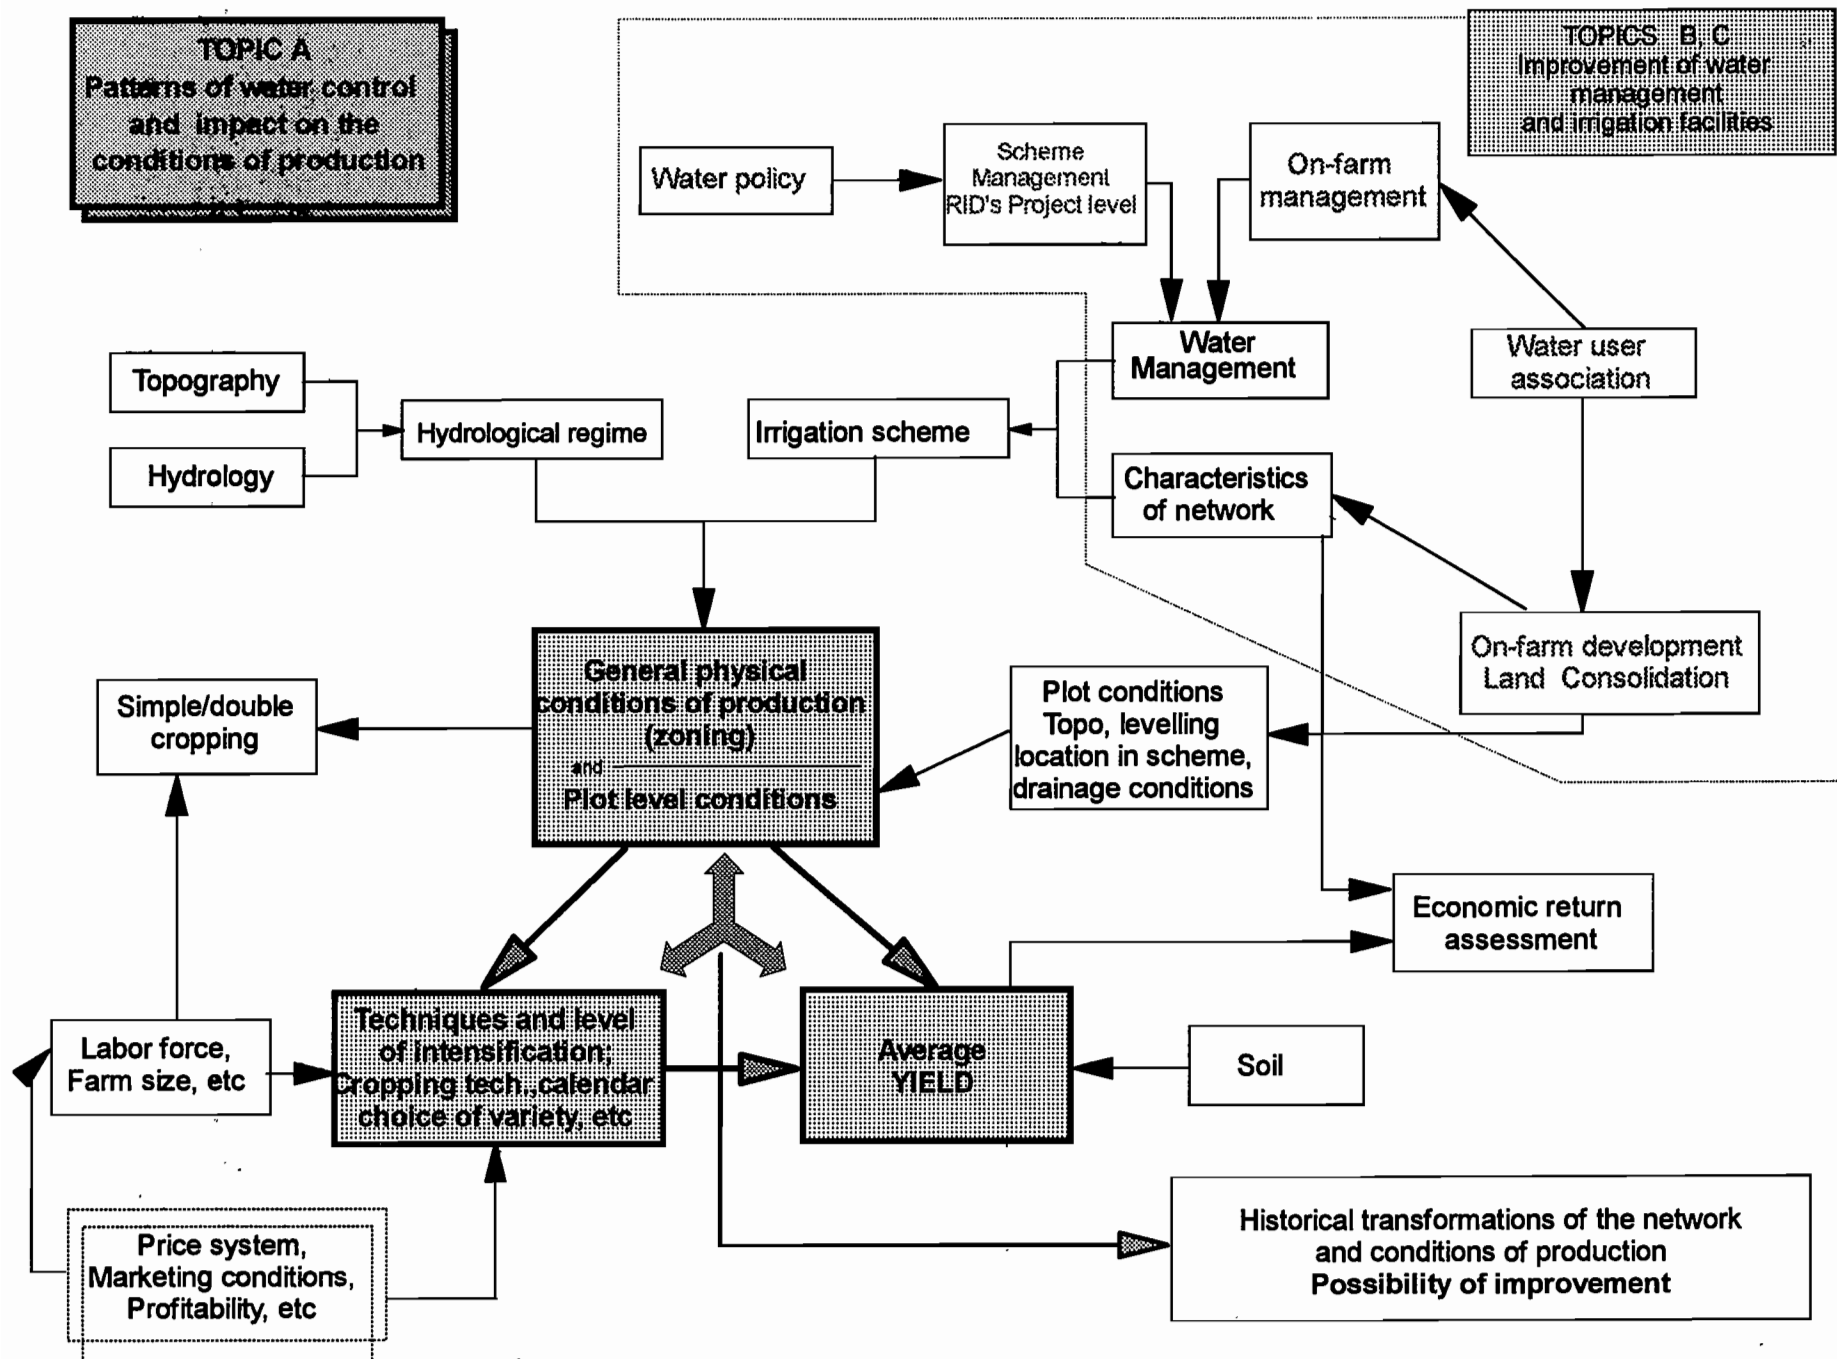 TOPIC A
Patterns of water control
and impact on the
conditions of production
TOPICS B, C
Improvement of water
management
and irrigation facilities
Water policy
Scheme
Management
RID's Project level
On-farm
management
Water
Management
Water user
association
Topography
Hydrology
Hydrological regime
Irrigation scheme
Characteristics
of network
On-farm development
Land Consolidation
General physical
conditions of production
(zoning)
and
Plot level conditions
Simple/double
cropping
Plot conditions
Topo, levelling
location in scheme,
drainage conditions
Economic return
assessment
Labor force,
Farm size, etc
Techniques and level
of intensification;
Cropping tech.,calendar
choice of variety, etc
Average
YIELD
Soil
Price system,
Marketing conditions,
Profitability, etc
Historical transformations of the network
and conditions of production
Possibility of improvement